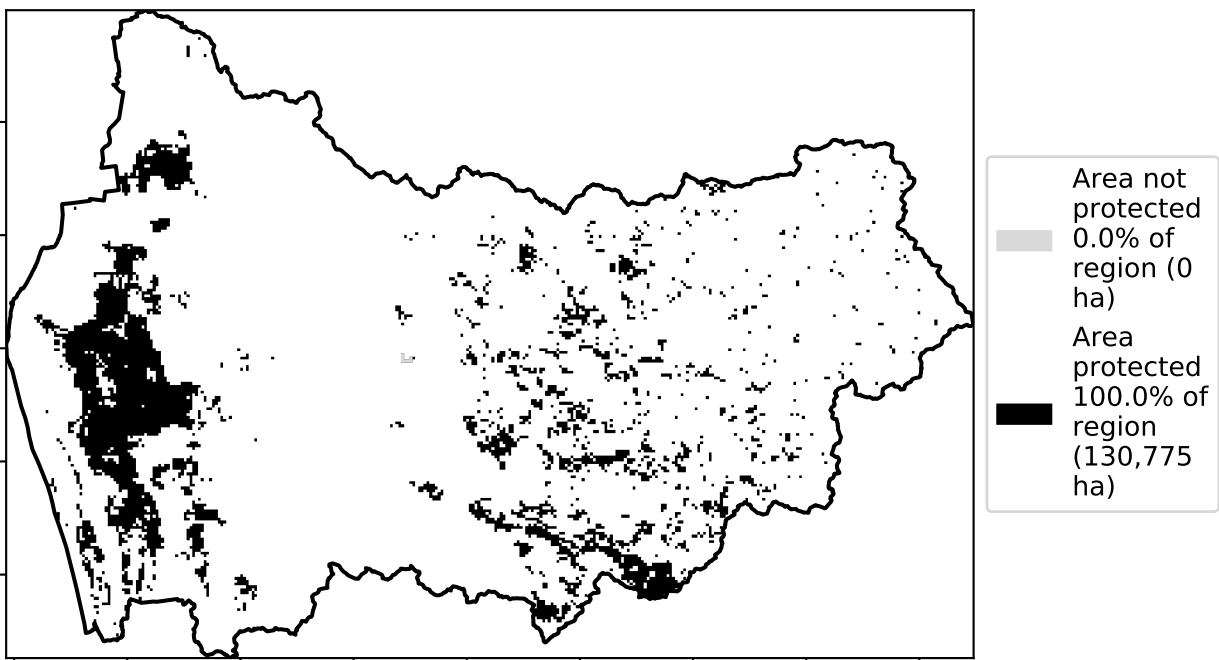 Area not
protected
0.0% of
region (0
ha)
Area
protected
100.0% of
region
(130,775
ha)